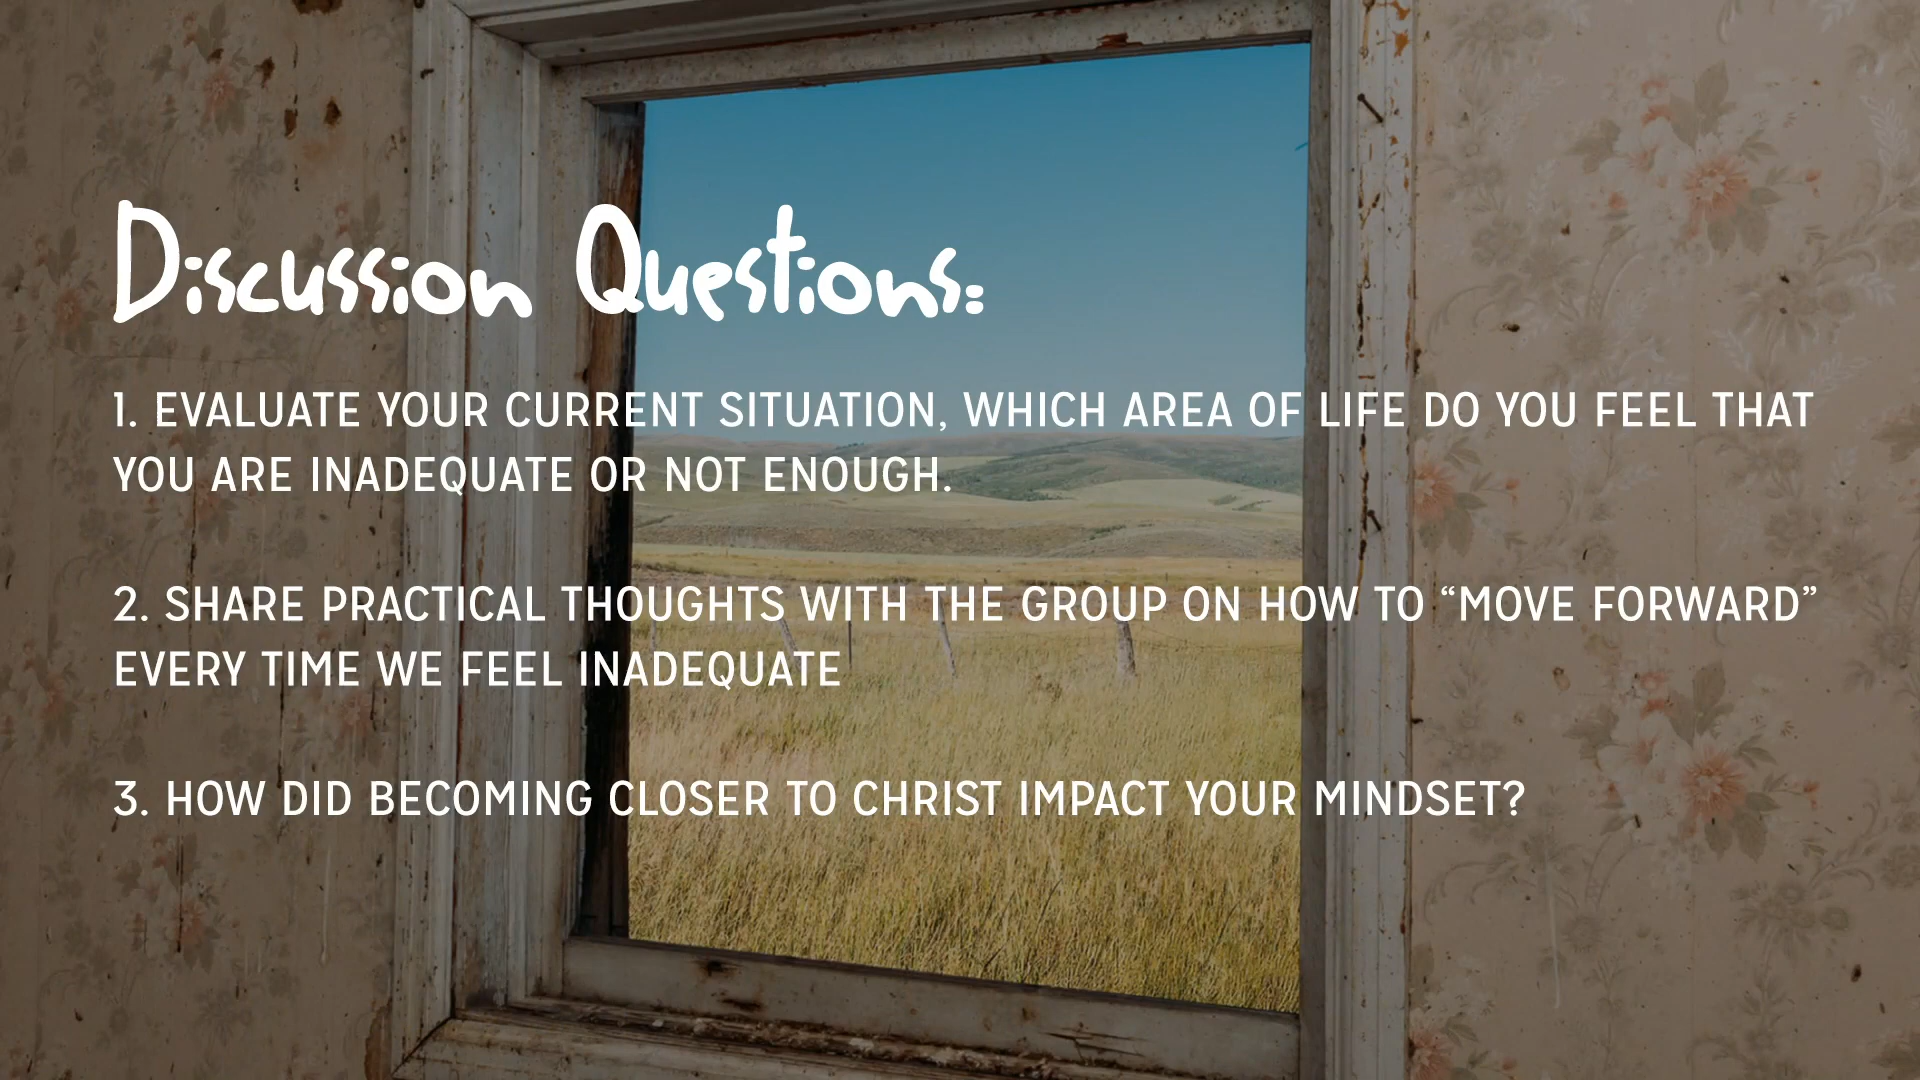 Discussion Questions:
1. EVALUATE YOUR CURRENT SITUATION, WHICH AREA OF LIFE DO YOU FEEL THAT
YOU ARE INADEQUATE OR NOT ENOUGH.
2. SHARE PRACTICAL THOUGHTS WITH THE GROUP ON HOW TO “MOVE FORWARD”
EVERY TIME WE FEEL INADEQUATE
3. HOW DID BECOMING CLOSER TO CHRIST IMPACT YOUR MINDSET?